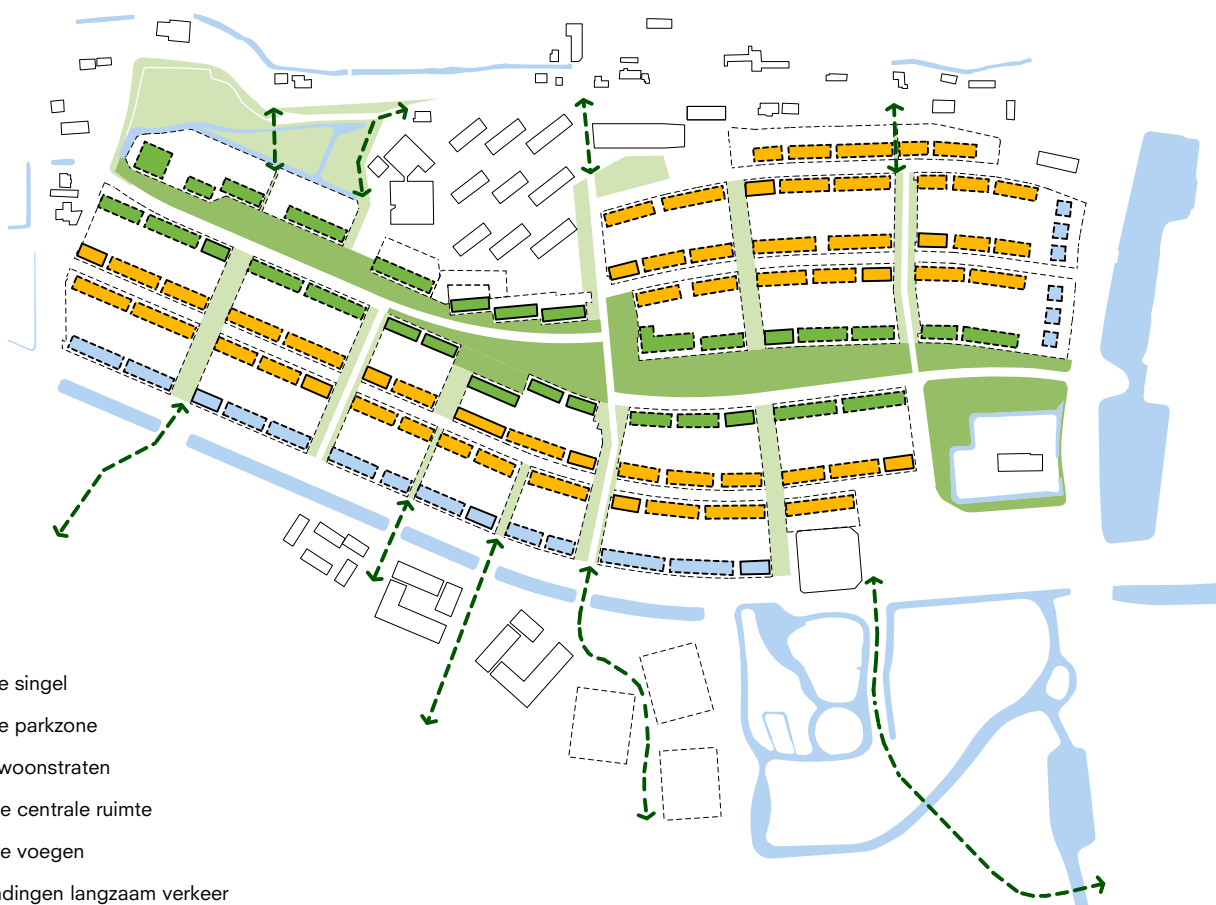 e singel
e parkzone
woonstraten
e centrale ruimte
e voegen
dingen langzaam verkeer